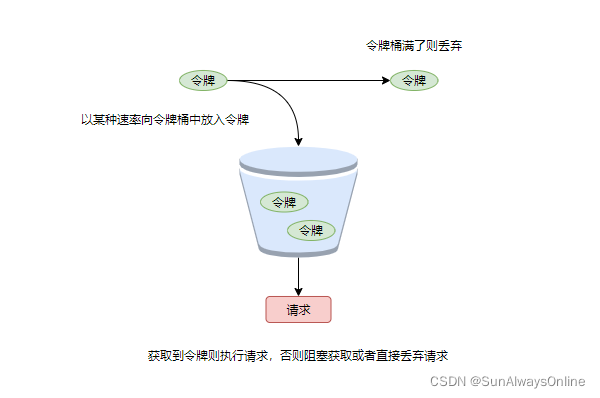 令牌桶满了则丢弃
令牌
令牌
以某种速率向令牌桶中放入令牌
令牌
令牌
请求
获取到令牌则执行请求，否则阻塞获取或者直接丢弃请求
CSDN @SunAlwaysOnline